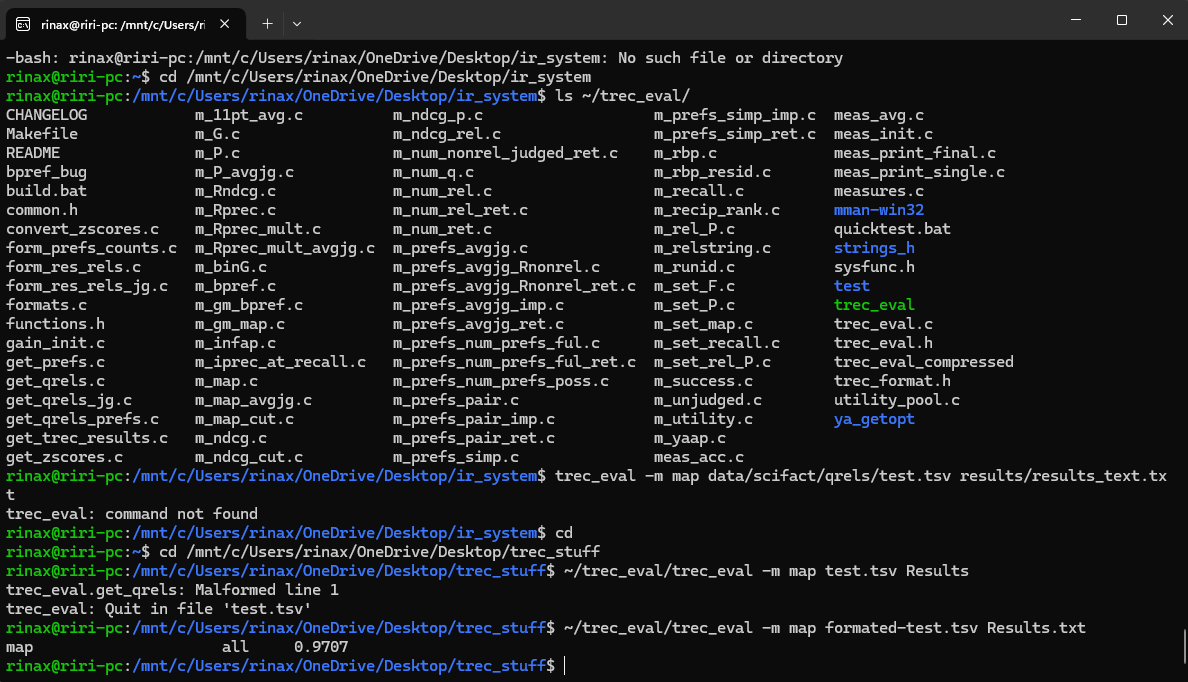 rinax@riri-pc: /mnt/c/Users/ri
-bash: rinax@riri-pc:/mnt/c/Users/rinax/OneDrive/Desktop/ir_system: No such file or directory
rinax@riri-pc:~$ cd /mnt/c/Users/rinax/OneDrive/Desktop/ir_system
rinax@riri-pc:/mnt/c/Users/rinax/OneDrive/Desktop/ir_system$ ls ~/trec_eval/
CHANGELOG m_11pt_avg.c m_ndcg_p.c m_prefs_simp_imp.c meas_avg.c
Makefile m_G.c m_ndcg_rel.c m_prefs_simp_ret.c meas_init.c
README m_P.c m_num_nonrel_judged_ret.c m_rbp.c meas_print_final.c
bpref_bug m_P_avgjg.c m_num_q.c m_rbp_resid.c meas_print_single.c
build.bat m_Rndcg.c m_num_rel.c m_recall.c measures.c
common.h m_Rprec.c m_num_rel_ret.c m_recip_rank.c mman-win32
convert_zscores.c m_Rprec_mult.c m_num_ret.c m_rel_P.c quicktest.bat
form_prefs_counts.c m_Rprec_mult_avgjg.c m_prefs_avgjg.c m_relstring.c strings_h
form_res_rels.c m_binG.c m_prefs_avgjg_Rnonrel.c m_runid.c sysfunc.h
form_res_rels_jg.c m_bpref.c m_prefs_avgjg_Rnonrel_ret.c m_set_F.c test
formats.c m_gm_bpref.c m_prefs_avgjg_imp.c m_set_P.c trec_eval
functions.h m_gm_map.c m_prefs_avgjg_ret.c m_set_map.c trec_eval.c
gain_init.c m_infap.c m_prefs_num_prefs_ful.c m_set_recall.c trec_eval.h
get_prefs.c m_iprec_at_recall.c m_prefs_num_prefs_ful_ret.c m_set_rel_P.c trec_eval_compressed
get_qrels.c m_map.c m_prefs_num_prefs_poss.c m_success.c trec_format.h
get_qrels_jg.c m_map_avgjg.c m_prefs_pair.c m_unjudged.c utility_pool.c
get_qrels_prefs.c m_map_cut.c m_prefs_pair_imp.c m_utility.c ya_getopt
get_trec_results.c m_ndcg.c m_prefs_pair_ret.c m_yaap.c
get_zscores.c m_ndcg_cut.c m_prefs_simp.c meas_acc.c
rinax@riri-pc:/mnt/c/Users/rinax/OneDrive/Desktop/ir_system$ trec_eval -m map data/scifact/qrels/test.tsv results/results_text.tx
t
trec_eval: command not found
rinax@riri-pc:/mnt/c/Users/rinax/OneDrive/Desktop/ir_system$ cd
rinax@riri-pc:~$ cd /mnt/c/Users/rinax/OneDrive/Desktop/trec_stuff
rinax@riri-pc:/mnt/c/Users/rinax/OneDrive/Desktop/trec_stuff$ ~/trec_eval/trec_eval -m map test.tsv Results
trec_eval.get_qrels: Malformed line 1
trec_eval: Quit in file 'test.tsv'
rinax@riri-pc:/mnt/c/Users/rinax/OneDrive/Desktop/trec_stuff$ ~/trec_eval/trec_eval -m map formated-test.tsv Results.txt
map all 0.9707
rinax@riri-pc:/mnt/c/Users/rinax/OneDrive/Desktop/trec_stuff$